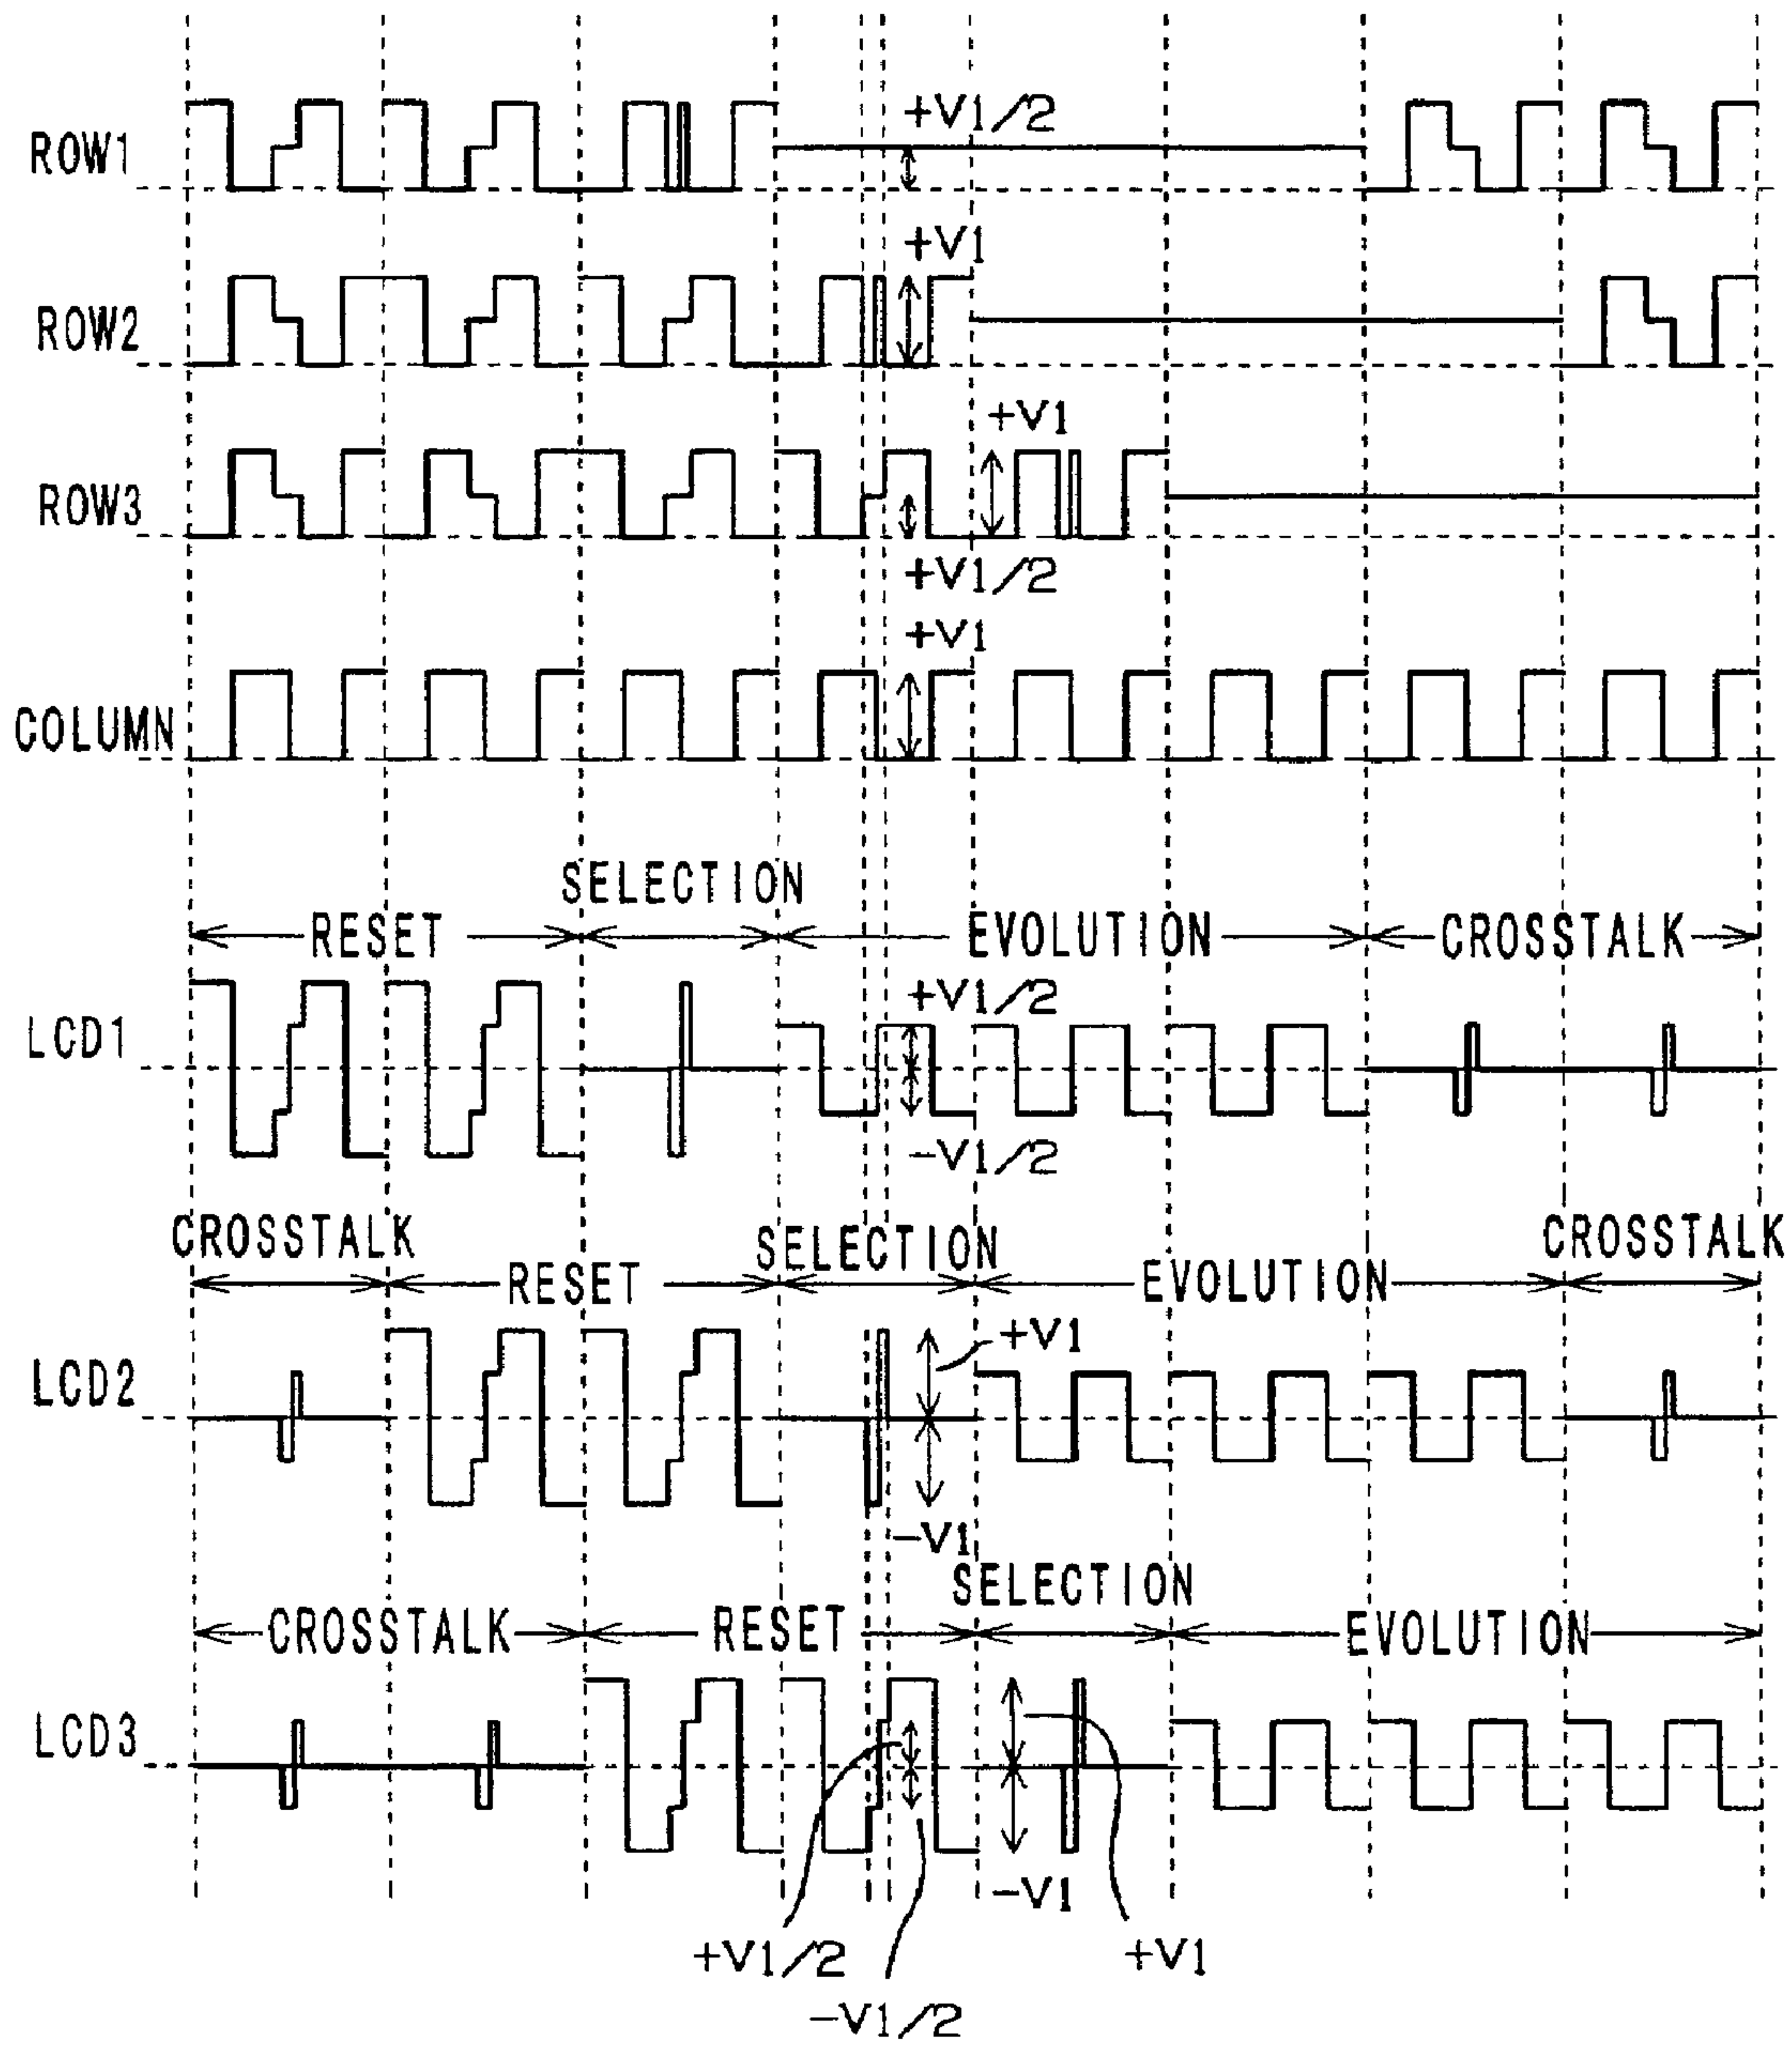 +V1/2
ROW1
+V1
ROW2
+V1
ROW3
+V1/2
+V1
COLUMN
SELECTION
RESET
EVOLUTION
CROSSTALK
+V1/2
LCD1
-V1/2
CROSSTALK
SELECTION
CROSSTALK
RESET
EVOLUTION
+V1
LCD2
-V1
SELECTION
CROSSTALK
RESET
EVOLUTION
LCD3
-V1
+V1/2
+V1
-V1/2